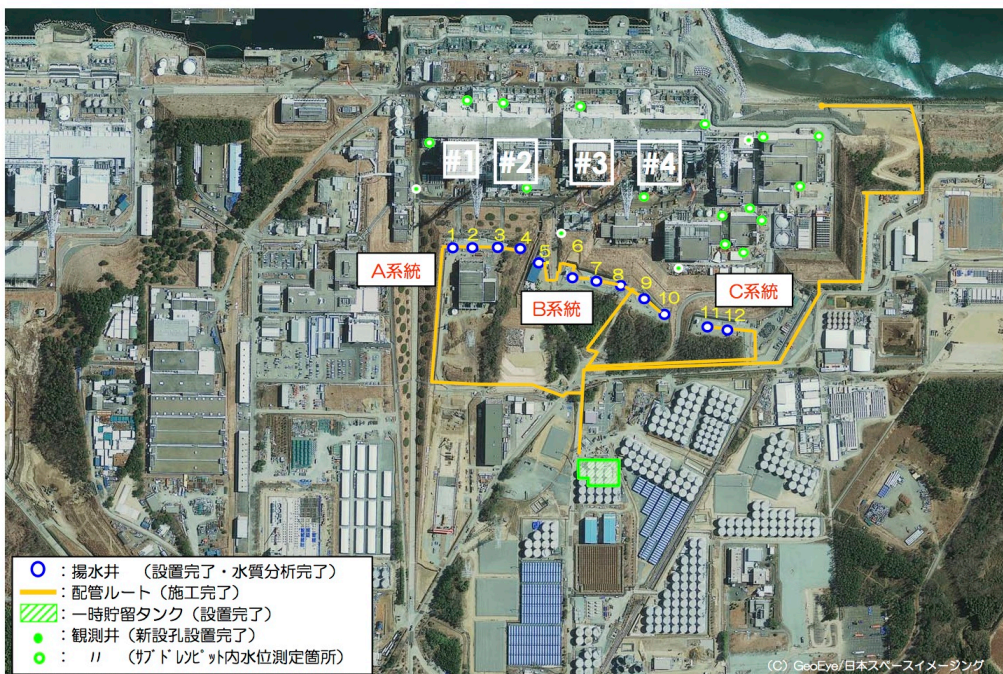 #1 #2 #3 #4
1 2 3 4
5 6 7 8 9 10
11 12
A系統
B系統
C系統
○：揚水井 （設置完了・水質分析完了）
：配管ルート（施工完了）
：一時貯留タンク（設置完了）
●：観測井（新設孔設置完了）
○： 〃 （ｻﾌﾞﾄﾞﾚﾝﾋﾟｯﾄ内水位測定箇所）
（C）GeoEye/日本スペースイメージング